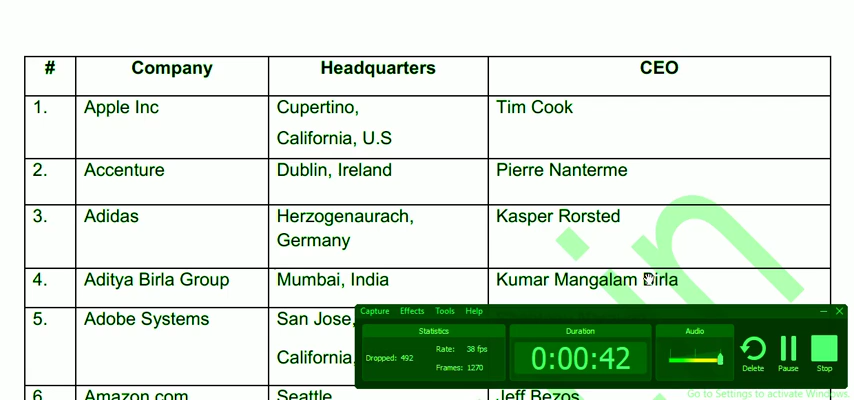 # Company Headquarters CEO
1. Apple Inc Cupertino, Tim Cook
California, U.S
2. Accenture Dublin, Ireland Pierre Nanterme
3. Adidas Herzogenaurach, Kasper Rorsted
Germany
4. Aditya Birla Group Mumbai, India Kumar Mangalam Birla
5. Adobe Systems San Jose,
California,
6. Amazon.com Seattle Jeff Bezos
Capture Effects Tools Help
Statistics Duration Audio
Dropped: 492 Rate: 38 fps
Frames: 1270
0:00:42
Delete Pause Stop
in
Go to Settings to activate Windows.